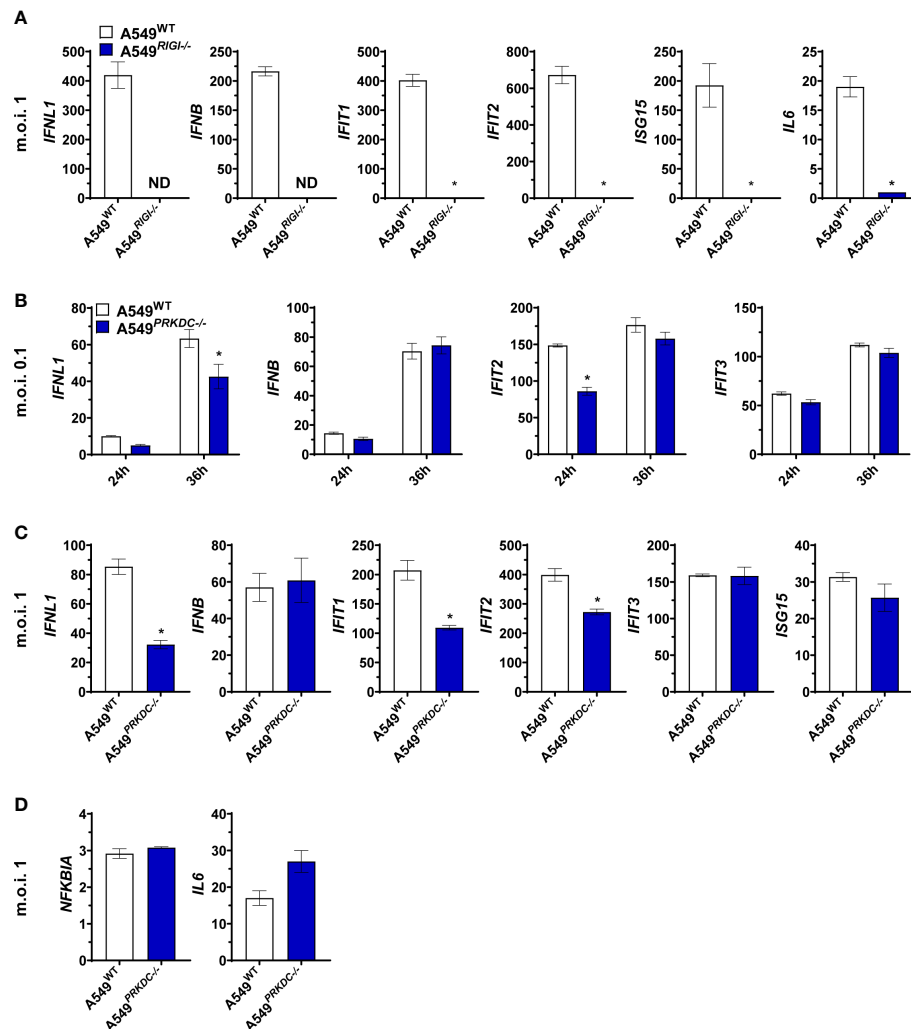 A
A549WT
A549RIGI-/-
m.o.i. 1
IFNL1
500
450
400
350
300
250
200
150
100
50
0
ND
A549WT
A549RIGI-/-
IFNB
250
200
150
100
50
0
ND
A549WT
A549RIGI-/-
IFIT1
500
400
300
200
100
0
*
A549WT
A549RIGI-/-
IFIT2
800
600
400
200
0
*
A549WT
A549RIGI-/-
ISG15
250
200
150
100
50
0
*
A549WT
A549RIGI-/-
IL6
25
20
15
10
5
0
*
A549WT
A549RIGI-/-
B
A549WT
A549PRKDC-/-
m.o.i. 0.1
IFNL1
80
60
40
20
0
*
24h
36h
IFNB
100
80
60
40
20
0
24h
36h
IFIT2
200
150
100
50
0
*
24h
36h
IFIT3
150
100
50
0
24h
36h
C
m.o.i. 1
IFNL1
100
80
60
40
20
0
*
A549WT
A549PRKDC-/-
IFNB
80
60
40
20
0
A549WT
A549PRKDC-/-
IFIT1
250
200
150
100
50
0
*
A549WT
A549PRKDC-/-
IFIT2
500
400
300
200
100
0
*
A549WT
A549PRKDC-/-
IFIT3
200
150
100
50
0
A549WT
A549PRKDC-/-
ISG15
40
30
20
10
0
A549WT
A549PRKDC-/-
D
m.o.i. 1
NFKBIA
4
3
2
1
0
A549WT
A549PRKDC-/-
IL6
40
30
20
10
0
A549WT
A549PRKDC-/-